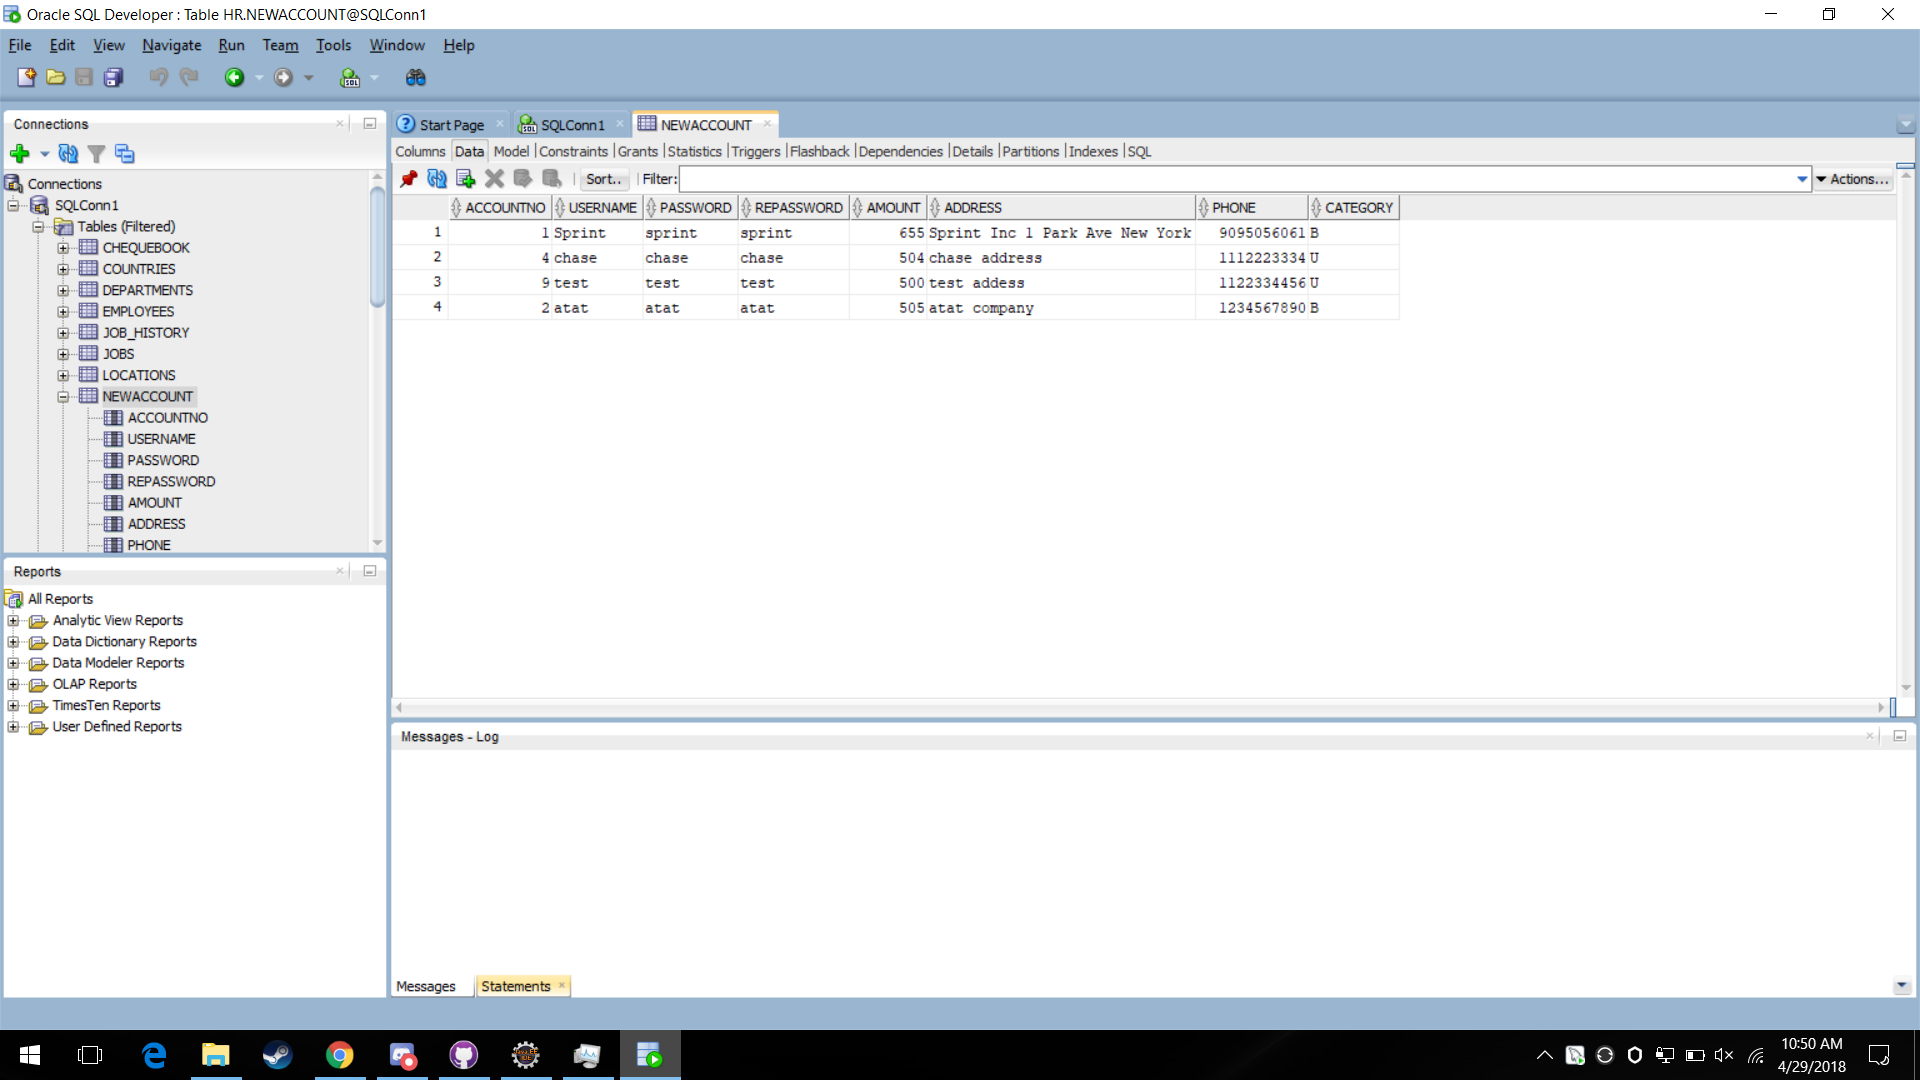 Oracle SQL Developer : Table HR.NEWACCOUNT@SQLConn1
File Edit View Navigate Run Team Tools Window Help
Connections
Connections
SQLConn1
Tables (Filtered)
CHEQUEBOOK
COUNTRIES
DEPARTMENTS
EMPLOYEES
JOB_HISTORY
JOBS
LOCATIONS
NEWACCOUNT
ACCOUNTNO
USERNAME
PASSWORD
REPASSWORD
AMOUNT
ADDRESS
PHONE
Reports
All Reports
Analytic View Reports
Data Dictionary Reports
Data Modeler Reports
OLAP Reports
TimesTen Reports
User Defined Reports
Start Page SQLConn1 NEWACCOUNT
Columns Data Model Constraints Grants Statistics Triggers Flashback Dependencies Details Partitions Indexes SQL
Sort.. Filter: Actions...
ACCOUNTNO USERNAME PASSWORD REPASSWORD AMOUNT ADDRESS PHONE CATEGORY
1 1 Sprint sprint sprint 655 Sprint Inc 1 Park Ave New York 9095056061 B
2 4 chase chase chase 504 chase address 1112223334 U
3 9 test test test 500 test addess 1122334456 U
4 2 atat atat atat 505 atat company 1234567890 B
Messages - Log
Messages Statements
10:50 AM
4/29/2018